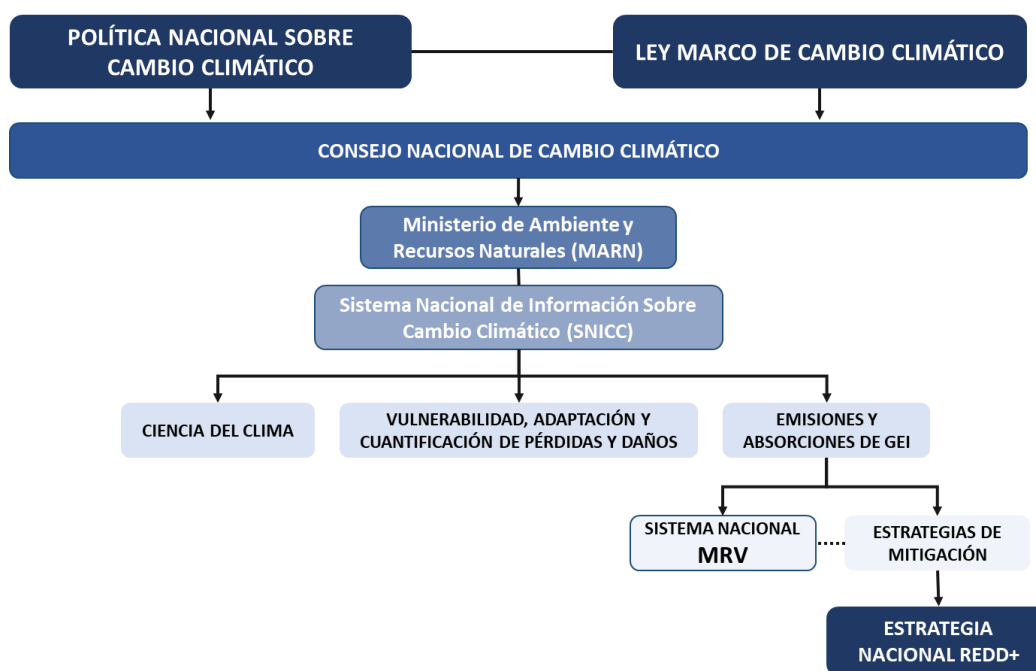 POLÍTICA NACIONAL SOBRE
CAMBIO CLIMÁTICO
LEY MARCO DE CAMBIO CLIMÁTICO
CONSEJO NACIONAL DE CAMBIO CLIMÁTICO
Ministerio de Ambiente y
Recursos Naturales (MARN)
Sistema Nacional de Información Sobre
Cambio Climático (SNICC)
CIENCIA DEL CLIMA
VULNERABILIDAD, ADAPTACIÓN Y
CUANTIFICACIÓN DE PÉRDIDAS Y DAÑOS
EMISIONES Y
ABSORCIONES DE GEI
SISTEMA NACIONAL
MRV
ESTRATEGIAS DE
MITIGACIÓN
ESTRATEGIA
NACIONAL REDD+